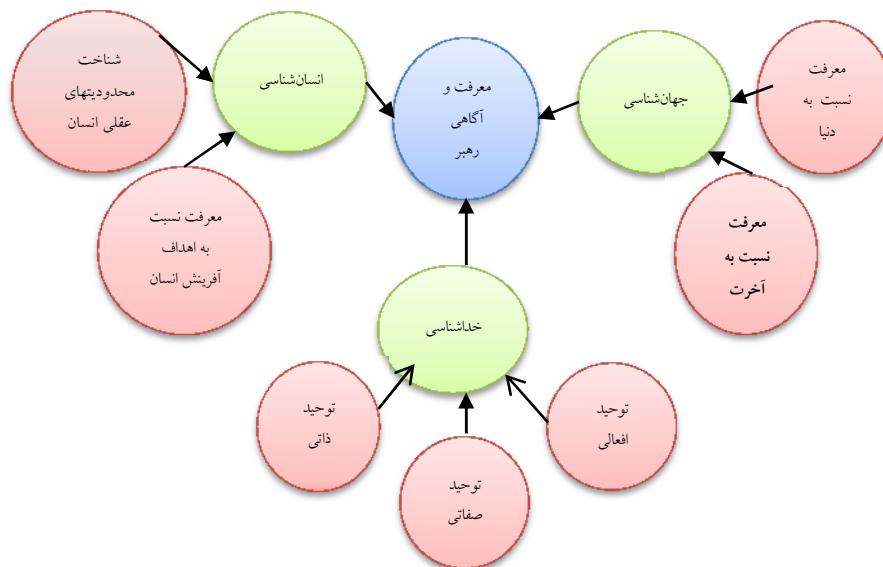 شناخت
محدودیتهای
عقلی انسان
انسان‌شناسی
معرفت و
آگاهی
رهبر
جهان‌شناسی
معرفت
نسبت به
دنیا
معرفت نسبت
به اهداف
آفرینش انسان
معرفت
نسبت به
آخرت
خداشناسی
توحید
ذاتی
توحید
صفاتی
توحید
افعالی